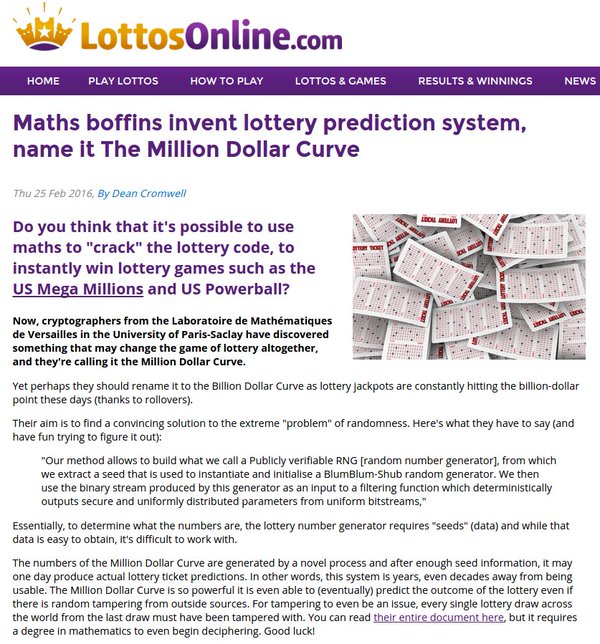 LottosOnline.com
HOME PLAY LOTTOS HOW TO PLAY LOTTOS & GAMES RESULTS & WINNINGS NEWS
Maths boffins invent lottery prediction system,
name it The Million Dollar Curve
Thu 25 Feb 2016, By Dean Cromwell
Do you think that it's possible to use
maths to "crack" the lottery code, to
instantly win lottery games such as the
US Mega Millions and US Powerball?
Now, cryptographers from the Laboratoire de Mathématiques
de Versailles in the University of Paris-Saclay have discovered
something that may change the game of lottery altogether,
and they're calling it the Million Dollar Curve.
LOTTERY TICKET
Yet perhaps they should rename it to the Billion Dollar Curve as lottery jackpots are constantly hitting the billion-dollar
point these days (thanks to rollovers).
Their aim is to find a convincing solution to the extreme "problem" of randomness. Here's what they have to say (and
have fun trying to figure it out):
"Our method allows to build what we call a Publicly verifiable RNG [random number generator], from which
we extract a seed that is used to instantiate and initialise a BlumBlum-Shub random generator. We then
use the binary stream produced by this generator as an input to a filtering function which deterministically
outputs secure and uniformly distributed parameters from uniform bitstreams,"
Essentially, to determine what the numbers are, the lottery number generator requires "seeds" (data) and while that
data is easy to obtain, it's difficult to work with.
The numbers of the Million Dollar Curve are generated by a novel process and after enough seed information, it may
one day produce actual lottery ticket predictions. In other words, this system is years, even decades away from being
usable. The Million Dollar Curve is so powerful it is even able to (eventually) predict the outcome of the lottery even if
there is random tampering from outside sources. For tampering to even be an issue, every single lottery draw across
the world from the last draw must have been tampered with. You can read their entire document here, but it requires
a degree in mathematics to even begin deciphering. Good luck!